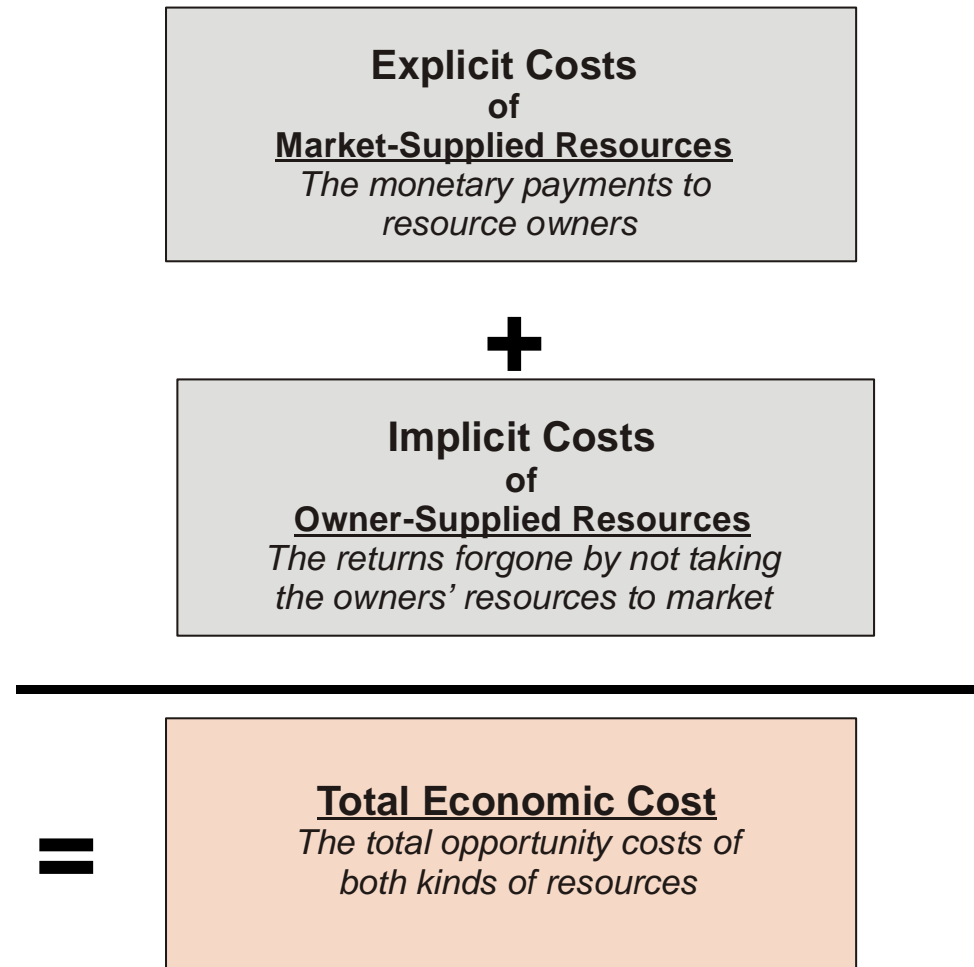 Explicit Costs
of
Market-Supplied Resources
The monetary payments to
resource owners
+
Implicit Costs
of
Owner-Supplied Resources
The returns forgone by not taking
the owners’ resources to market
Total Economic Cost
=
The total opportunity costs of
both kinds of resources